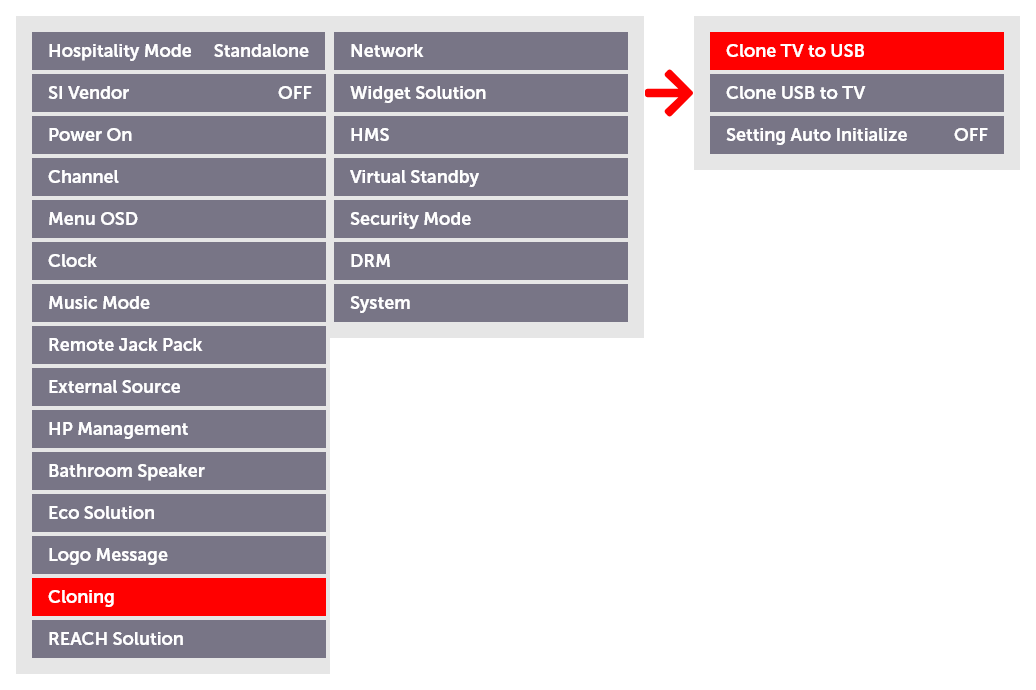 Hospitality Mode Standalone
SI Vendor OFF
Power On
Channel
Menu OSD
Clock
Music Mode
Remote Jack Pack
External Source
HP Management
Bathroom Speaker
Eco Solution
Logo Message
Cloning
REACH Solution
Network
Widget Solution
HMS
Virtual Standby
Security Mode
DRM
System
Clone TV to USB
Clone USB to TV
Setting Auto Initialize OFF